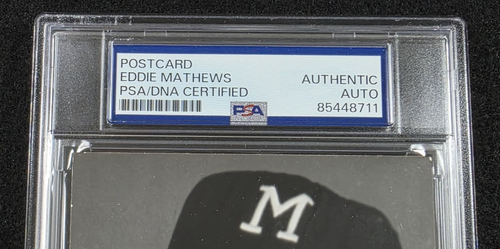 POSTCARD
EDDIE MATHEWS
PSA/DNA CERTIFIED
AUTHENTIC
AUTO
85448711
PSA
M